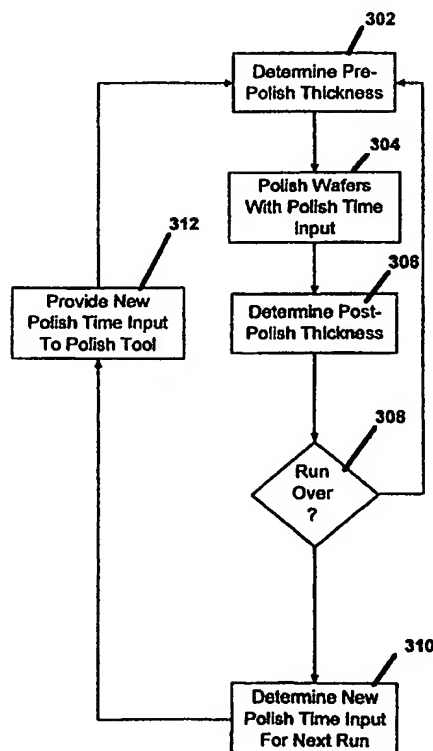 302
Determine Pre-
Polish Thickness
304
Polish Wafers
With Polish Time
Input
306
Determine Post-
Polish Thickness
308
Run
Over
?
310
Determine New
Polish Time Input
For Next Run
312
Provide New
Polish Time Input
To Polish Tool